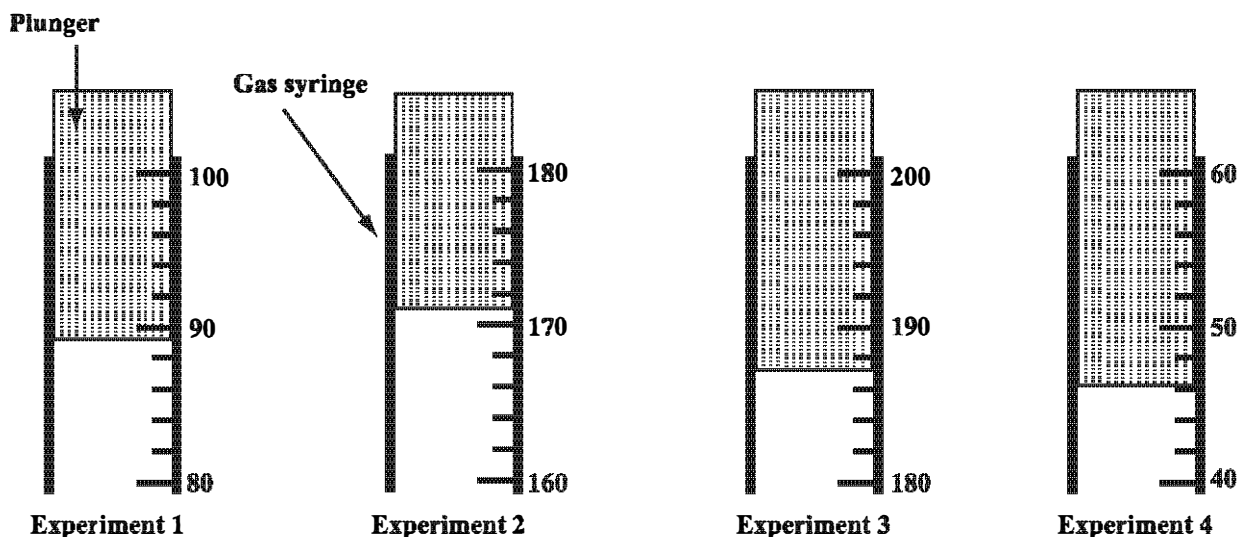 Plunger
Gas syringe
100
90
80
Experiment 1
180
170
160
Experiment 2
200
190
180
Experiment 3
60
50
40
Experiment 4